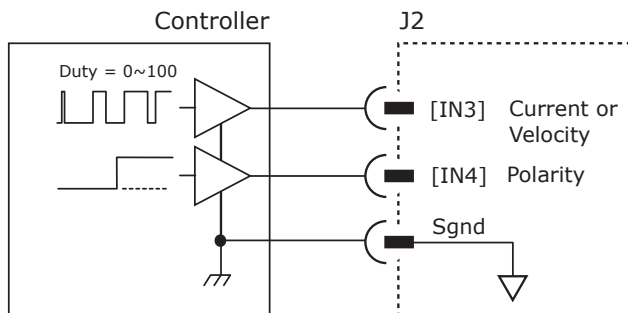 Controller
J2
Duty = 0~100
[IN3] Current or
Velocity
[IN4] Polarity
Sgnd